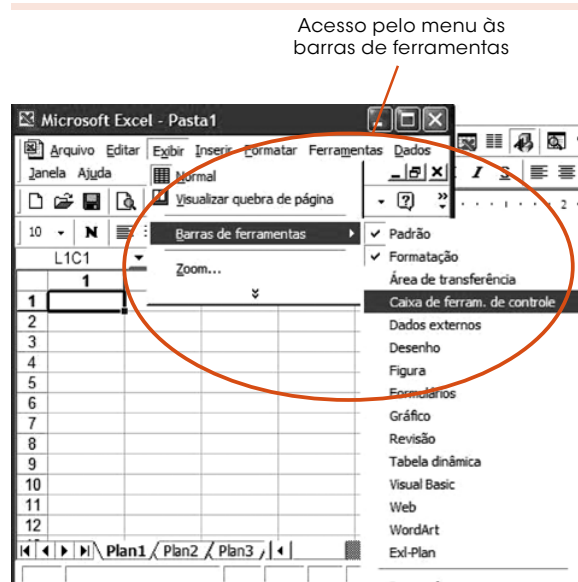 Acesso pelo menu às
barras de ferramentas
Microsoft Excel - Pasta1
Arquivo Editar Exibir Inserir Formatar Ferramentas Dados
Janela Ajuda
Normal
Visualizar quebra de página
Barras de ferramentas
Zoom...
10 N
I S
2
L1C1
1
1
2
3
4
5
6
7
8
9
10
11
12
Padrão
Formatação
Área de transferência
Caixa de ferram. de controle
Dados externos
Desenho
Figura
Formulários
Gráfico
Revisão
Tabela dinâmica
Visual Basic
Web
WordArt
Exl-Plan
Plan1 Plan2 Plan3